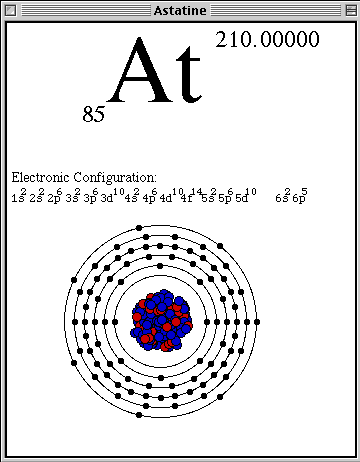 Astatine
210.00000
At
85
Electronic Configuration:
1s² 2s² 2p⁶ 3s² 3p⁶ 3d¹⁰ 4s² 4p⁶ 4d¹⁰ 4f¹⁴ 5s² 5p⁶ 5d¹⁰ 6s² 6p⁵